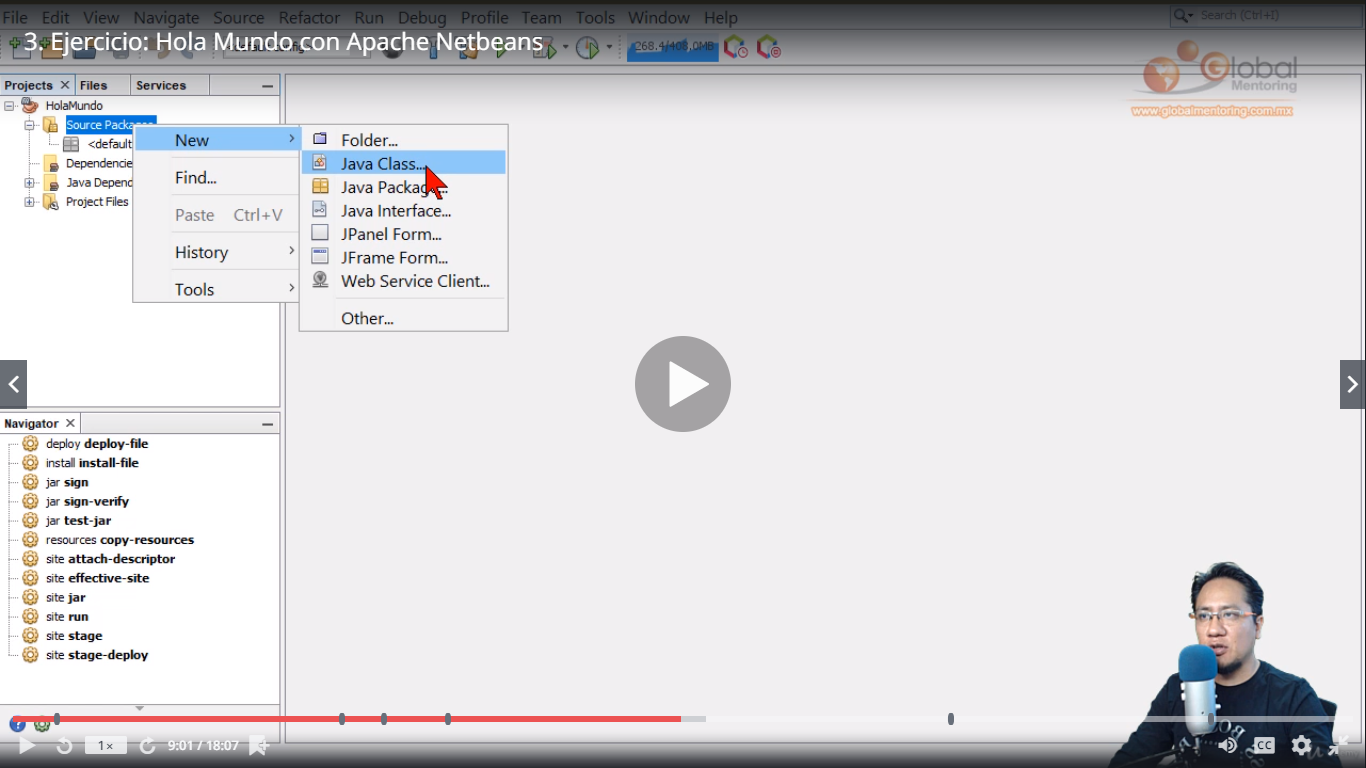 File Edit View Navigate Source Refactor Run Debug Profile Team Tools Window Help
Search (Ctrl+I)
3. Ejercicio: Hola Mundo con Apache Netbeans
268.4/408,0MB
Global
Mentoring
www.globalmentoring.com.mx
Projects Files Services
HolaMundo
Source Packages
<default
Dependencie
Java Depend
Project Files
New
Find...
Paste Ctrl+V
History
Tools
Folder...
Java Class...
Java Package...
Java Interface...
JPanel Form...
JFrame Form...
Web Service Client...
Other...
Navigator
deploy deploy-file
install install-file
jar sign
jar sign-verify
jar test-jar
resources copy-resources
site attach-descriptor
site effective-site
site jar
site run
site stage
site stage-deploy
1x
9:01 / 18:07
CC